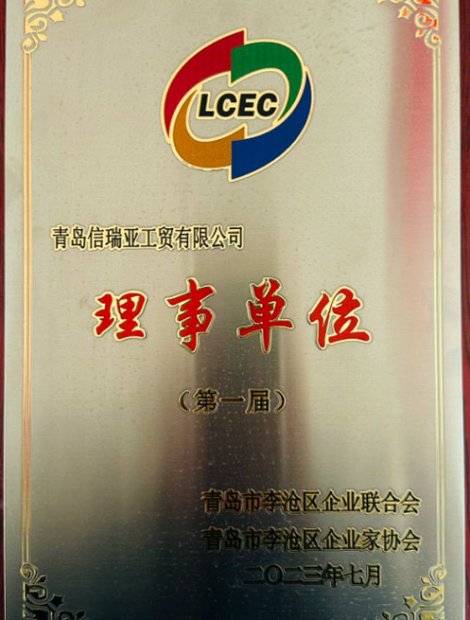 LCEC
青岛信瑞亚工贸有限公司
理事单位
（第一届）
青岛市李沧区企业联合会
青岛市李沧区企业家协会
二〇二三年七月